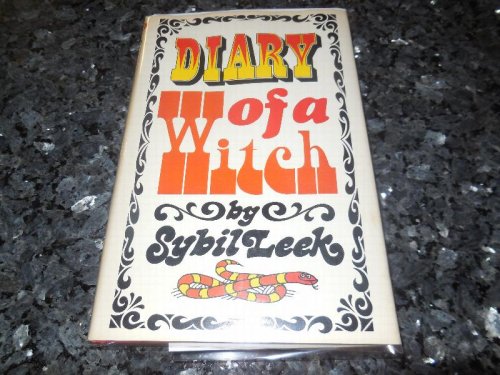 DIARY
of a
Witch
by
Sybil Leek